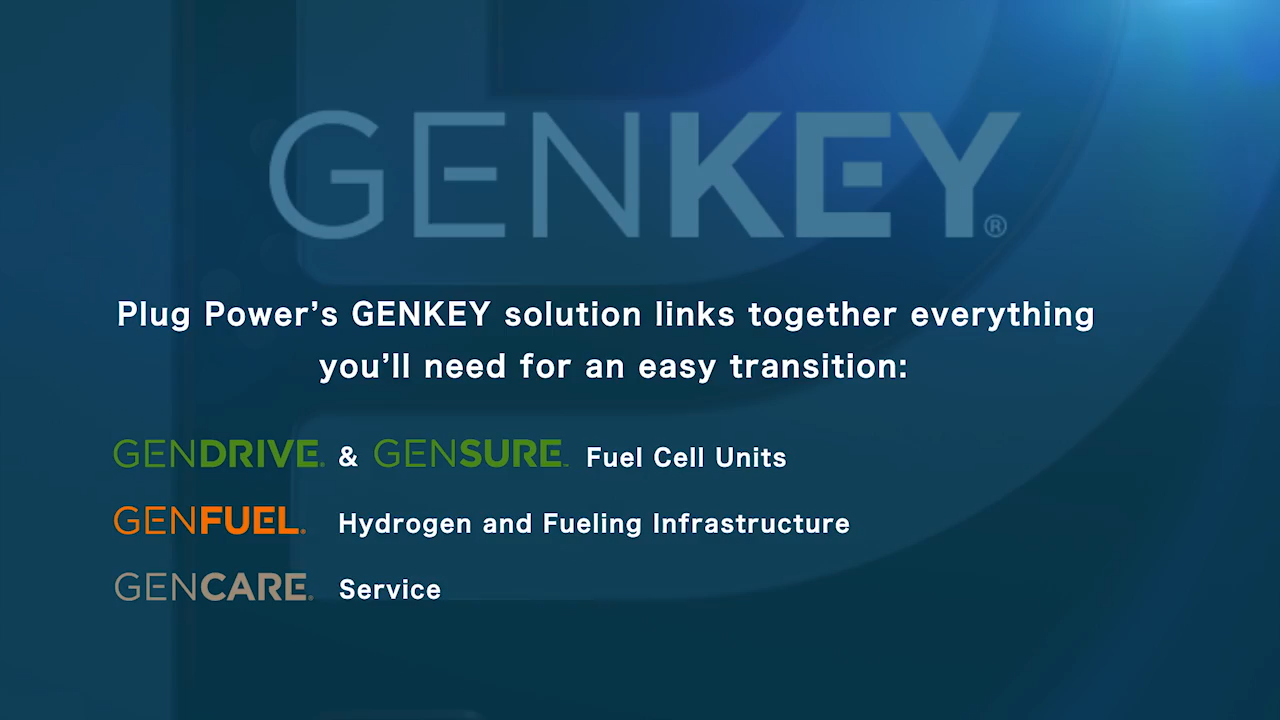 GENKEY®
Plug Power’s GENKEY solution links together everything
you’ll need for an easy transition:
GENDRIVE® & GENSURE™ Fuel Cell Units
GENFUEL® Hydrogen and Fueling Infrastructure
GENCARE® Service